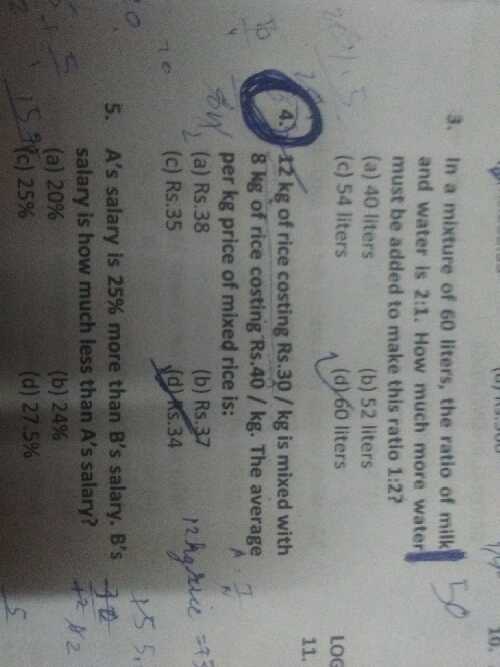 3. In a mixture of 60 liters, the ratio of milk
and water is 2:1. How much more water
must be added to make this ratio 1:2?
(a) 40 liters (b) 52 liters
(c) 54 liters (d) 60 liters
50
4. 12 kg of rice costing Rs.30 / kg is mixed with
8 kg of rice costing Rs.40 / kg. The average
per kg price of mixed rice is:
(a) Rs.38 (b) Rs.37
(c) Rs.35 (d) Rs.34
12 kg rice =
5. A's salary is 25% more than B's salary. B's
salary is how much less than A's salary?
(a) 20% (b) 24%
(c) 25% (d) 27.5%
10.
LOG
11.